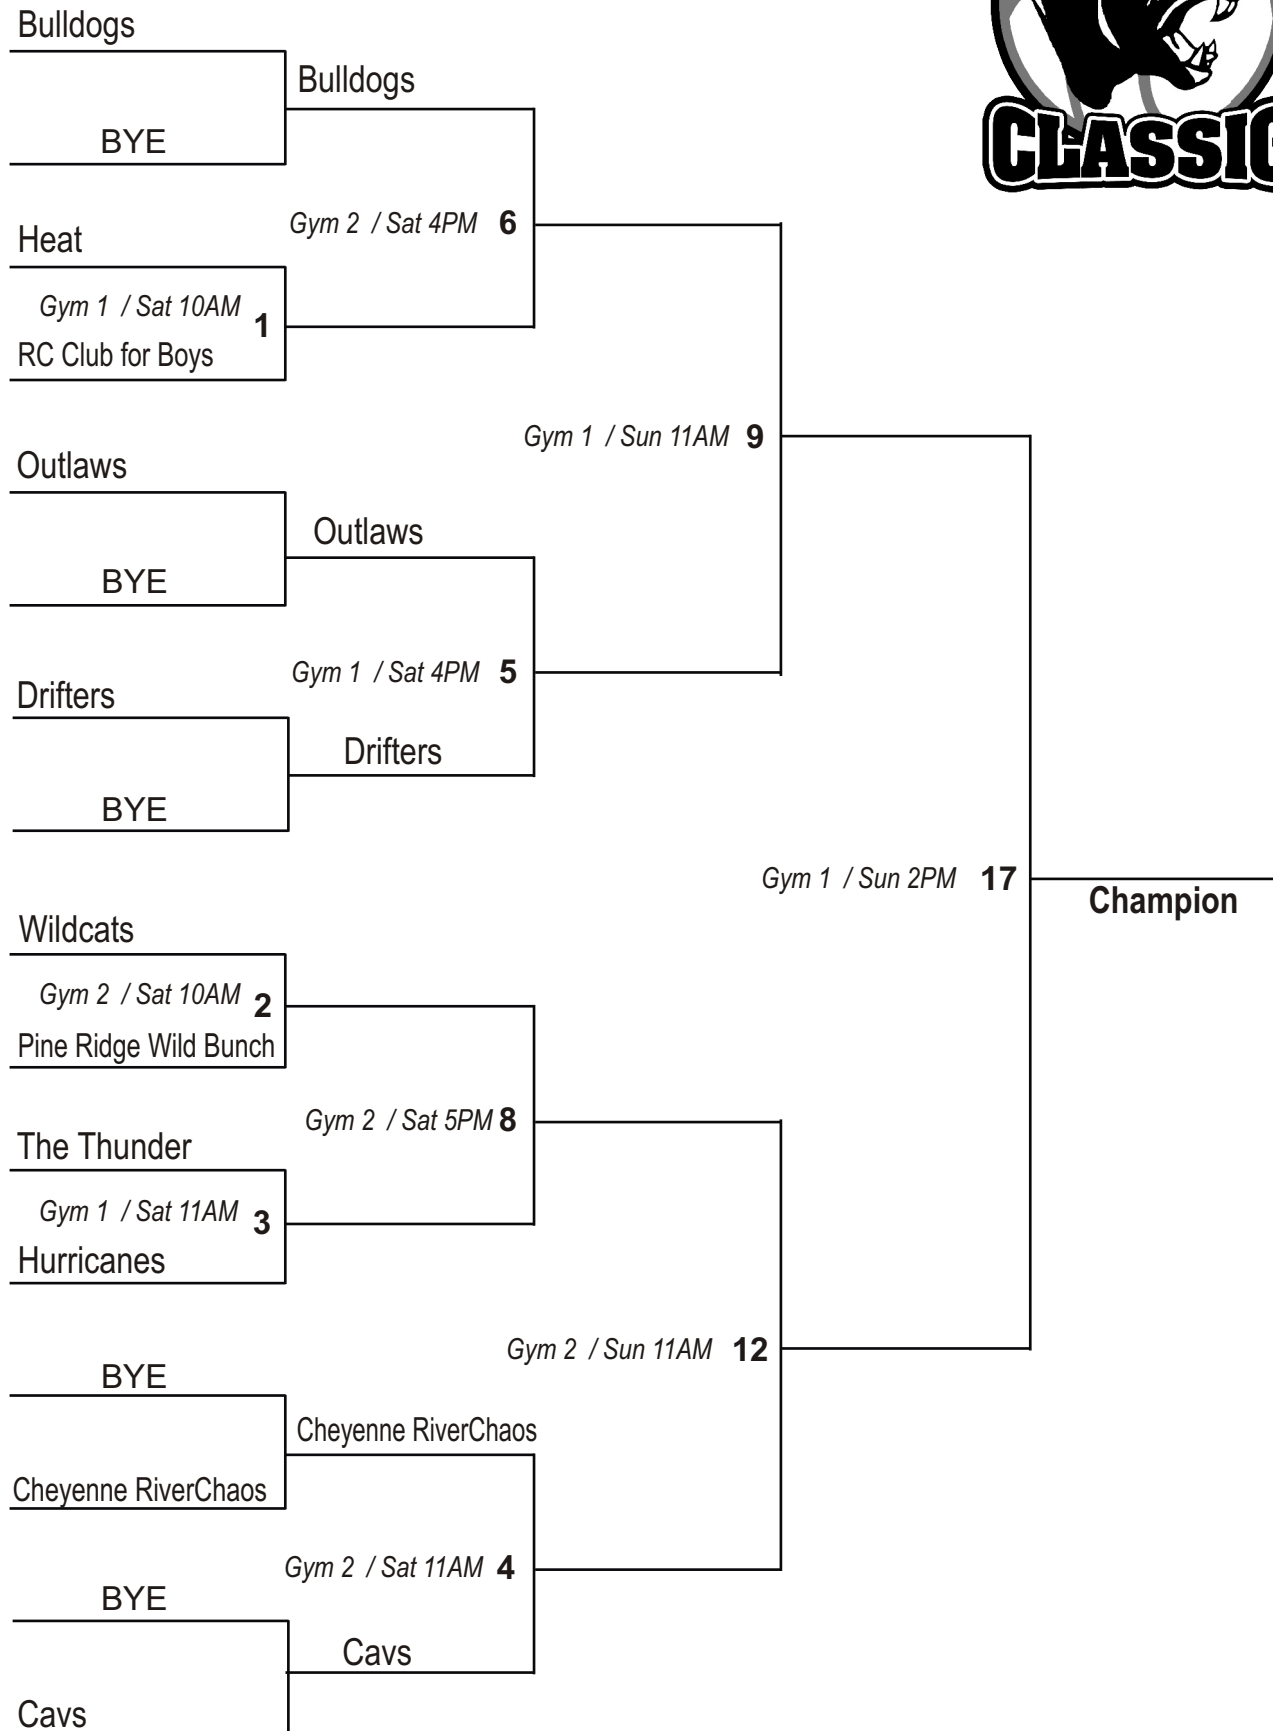 Bulldogs
Bulldogs
BYE
CLASSIC
Gym 2 / Sat 4PM 6
Heat
Gym 1 / Sat 10AM 1
RC Club for Boys
Gym 1 / Sun 11AM 9
Outlaws
Outlaws
BYE
Gym 1 / Sat 4PM 5
Drifters
Drifters
BYE
Gym 1 / Sun 2PM 17
Champion
Wildcats
Gym 2 / Sat 10AM 2
Pine Ridge Wild Bunch
Gym 2 / Sat 5PM 8
The Thunder
Gym 1 / Sat 11AM 3
Hurricanes
Gym 2 / Sun 11AM 12
BYE
Cheyenne RiverChaos
Cheyenne RiverChaos
Gym 2 / Sat 11AM 4
BYE
Cavs
Cavs